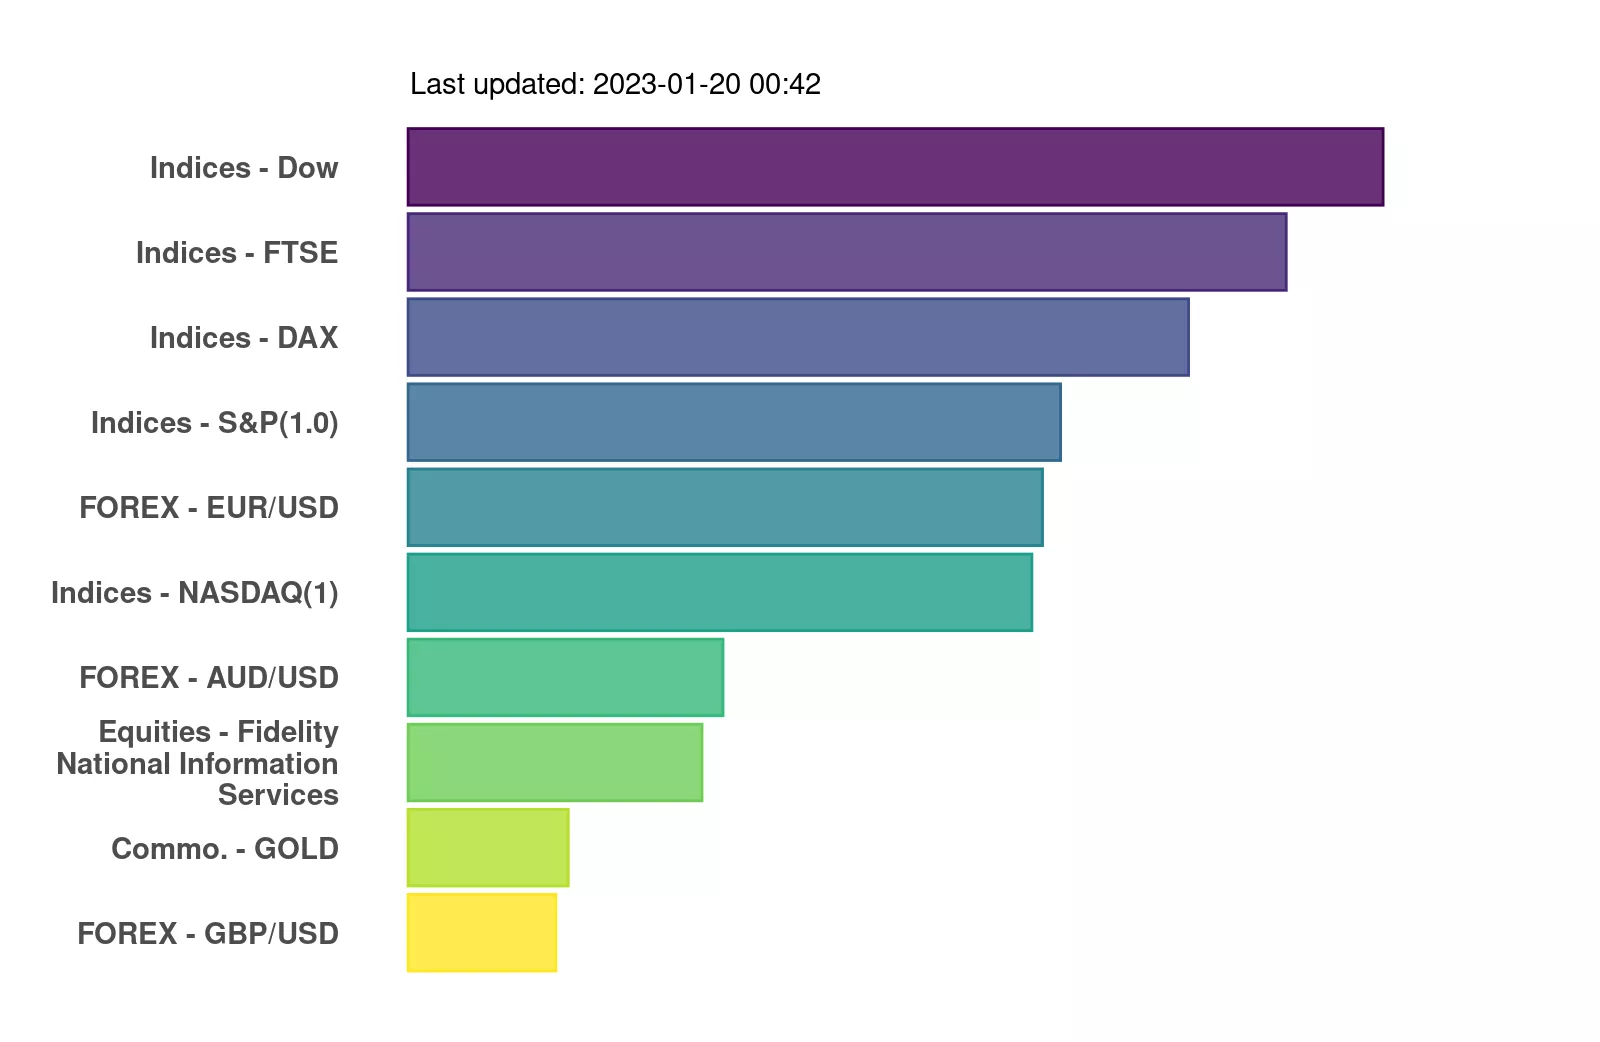 Last updated: 2023-01-20 00:42
Indices - Dow
Indices - FTSE
Indices - DAX
Indices - S&P(1.0)
FOREX - EUR/USD
Indices - NASDAQ(1)
FOREX - AUD/USD
Equities - Fidelity
National Information
Services
Commo. - GOLD
FOREX - GBP/USD